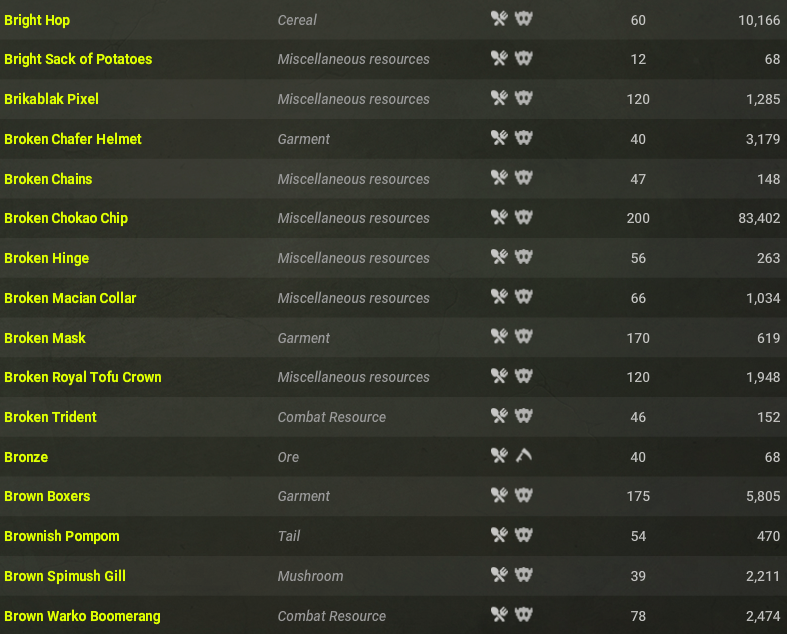 Bright Hop Cereal 60 10,166
Bright Sack of Potatoes Miscellaneous resources 12 68
Brikablak Pixel Miscellaneous resources 120 1,285
Broken Chafer Helmet Garment 40 3,179
Broken Chains Miscellaneous resources 47 148
Broken Chokao Chip Miscellaneous resources 200 83,402
Broken Hinge Miscellaneous resources 56 263
Broken Macian Collar Miscellaneous resources 66 1,034
Broken Mask Garment 170 619
Broken Royal Tofu Crown Miscellaneous resources 120 1,948
Broken Trident Combat Resource 46 152
Bronze Ore 40 68
Brown Boxers Garment 175 5,805
Brownish Pompom Tail 54 470
Brown Spimush Gill Mushroom 39 2,211
Brown Warko Boomerang Combat Resource 78 2,474